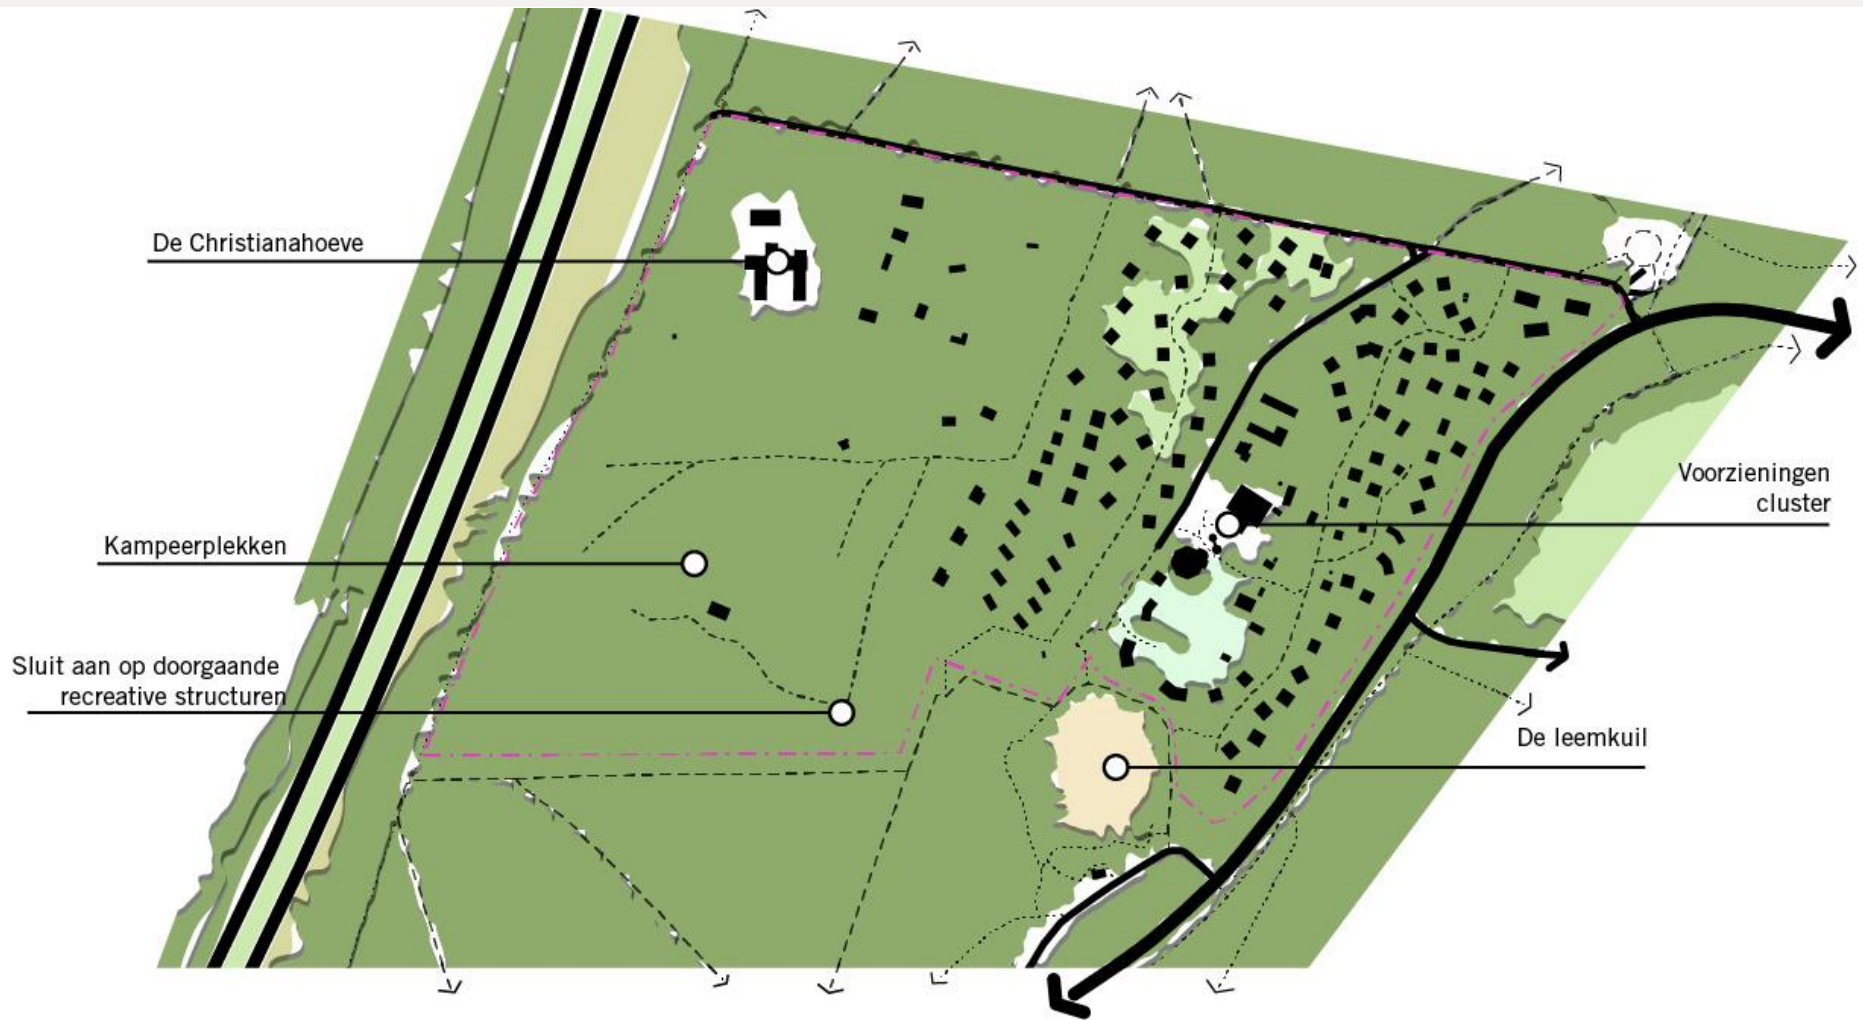 De Christianahoeve
Kampeerplekken
Sluit aan op doorgaande
recreative structuren
Voorzieningen
cluster
De leemkuil